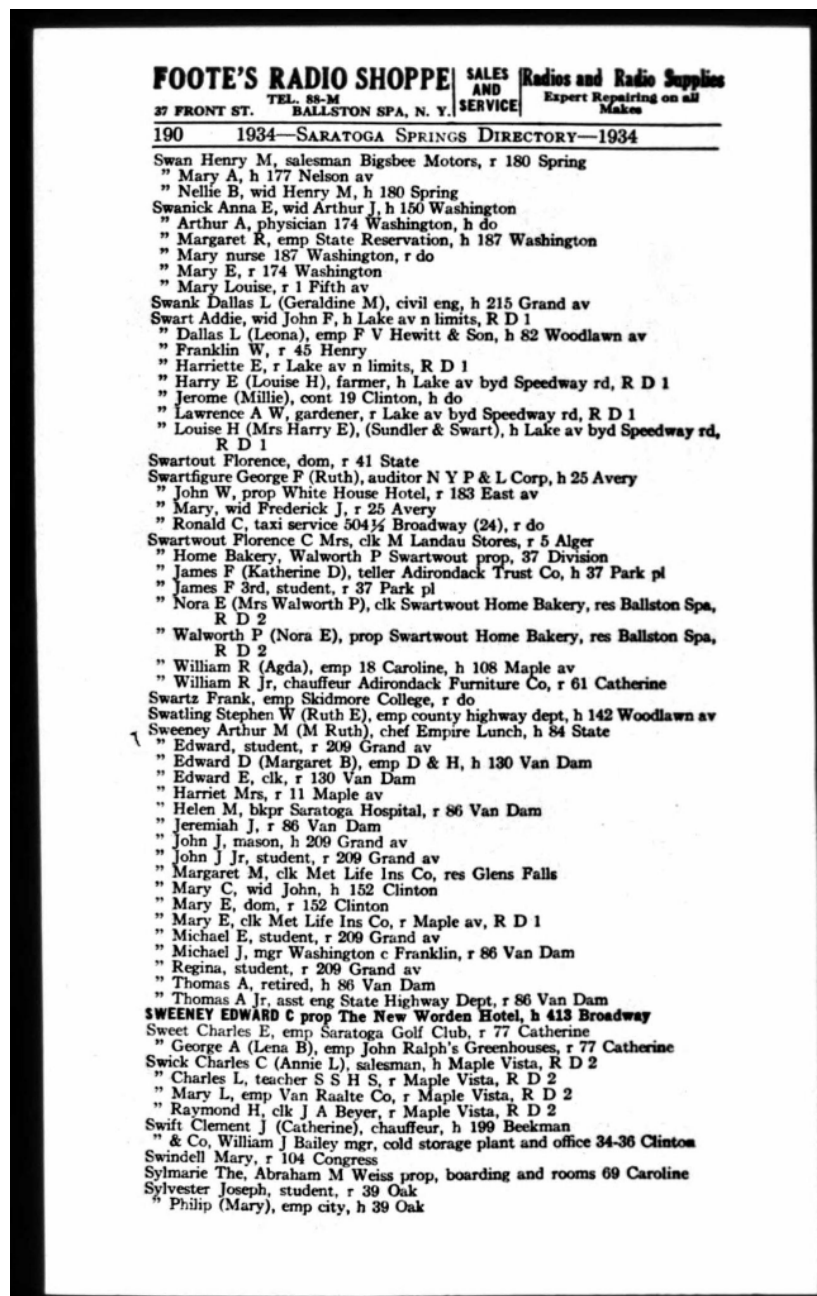 FOOTE'S RADIO SHOPPE
TEL. 88-M
37 FRONT ST. BALLSTON SPA, N. Y.
SALES
AND
SERVICE
Radios and Radio Supplies
Expert Repairing on all
Makes
190 1934—SARATOGA SPRINGS DIRECTORY—1934
Swan Henry M, salesman Bigsbee Motors, r 180 Spring
" Mary A, h 177 Nelson av
" Nellie B, wid Henry M, h 180 Spring
Swanick Anna E, wid Arthur J, h 150 Washington
" Arthur A, physician 174 Washington, h do
" Margaret R, emp State Reservation, h 187 Washington
" Mary nurse 187 Washington, r do
" Mary E, r 174 Washington
" Mary Louise, r 1 Fifth av
Swank Dallas L (Geraldine M), civil eng, h 215 Grand av
Swart Addie, wid John F, h Lake av n limits, R D 1
" Dallas L (Leona), emp F V Hewitt & Son, h 82 Woodlawn av
" Franklin W, r 45 Henry
" Harriette E, r Lake av n limits, R D 1
" Harry E (Louise H), farmer, h Lake av byd Speedway rd, R D 1
" Jerome (Millie), cont 19 Clinton, h do
" Lawrence A W, gardener, r Lake av byd Speedway rd, R D 1
" Louise H (Mrs Harry E), (Sundler & Swart), h Lake av byd Speedway rd,
R D 1
Swartout Florence, dom, r 41 State
Swartfigure George F (Ruth), auditor N Y P & L Corp, h 25 Avery
" John W, prop White House Hotel, r 183 East av
" Mary, wid Frederick J, r 25 Avery
" Ronald C, taxi service 504½ Broadway (24), r do
Swartwout Florence C Mrs, clk M Landau Stores, r 5 Alger
" Home Bakery, Walworth P Swartwout prop, 37 Division
" James F (Katherine D), teller Adirondack Trust Co, h 37 Park pl
" James F 3rd, student, r 37 Park pl
" Nora E (Mrs Walworth P), clk Swartwout Home Bakery, res Ballston Spa,
R D 2
" Walworth P (Nora E), prop Swartwout Home Bakery, res Ballston Spa,
R D 2
" William R (Agda), emp 18 Caroline, h 108 Maple av
" William R Jr, chauffeur Adirondack Furniture Co, r 61 Catherine
Swartz Frank, emp Skidmore College, r do
Swatling Stephen W (Ruth E), emp county highway dept, h 142 Woodlawn av
Sweeney Arthur M (M Ruth), chef Empire Lunch, h 84 State
" Edward, student, r 209 Grand av
" Edward D (Margaret B), emp D & H, h 130 Van Dam
" Edward E, clk, r 130 Van Dam
" Harriet Mrs, r 11 Maple av
" Helen M, bkpr Saratoga Hospital, r 86 Van Dam
" Jeremiah J, r 86 Van Dam
" John J, mason, h 209 Grand av
" John J Jr, student, r 209 Grand av
" Margaret M, clk Met Life Ins Co, res Glens Falls
" Mary C, wid John, h 152 Clinton
" Mary E, dom, r 152 Clinton
" Mary E, clk Met Life Ins Co, r Maple av, R D 1
" Michael E, student, r 209 Grand av
" Michael J, mgr Washington c Franklin, r 86 Van Dam
" Regina, student, r 209 Grand av
" Thomas A, retired, h 86 Van Dam
" Thomas A Jr, asst eng State Highway Dept, r 86 Van Dam
SWEENEY EDWARD C prop The New Worden Hotel, h 413 Broadway
Sweet Charles E, emp Saratoga Golf Club, r 77 Catherine
" George A (Lena B), emp John Ralph's Greenhouses, r 77 Catherine
Swick Charles C (Annie L), salesman, h Maple Vista, R D 2
" Charles L, teacher S S H S, r Maple Vista, R D 2
" Mary L, emp Van Raalte Co, r Maple Vista, R D 2
" Raymond H, clk J A Beyer, r Maple Vista, R D 2
Swift Clement J (Catherine), chauffeur, h 199 Beekman
" & Co, William J Bailey mgr, cold storage plant and office 34-36 Clinton
Swindell Mary, r 104 Congress
Sylmarie The, Abraham M Weiss prop, boarding and rooms 69 Caroline
Sylvester Joseph, student, r 39 Oak
" Philip (Mary), emp city, h 39 Oak